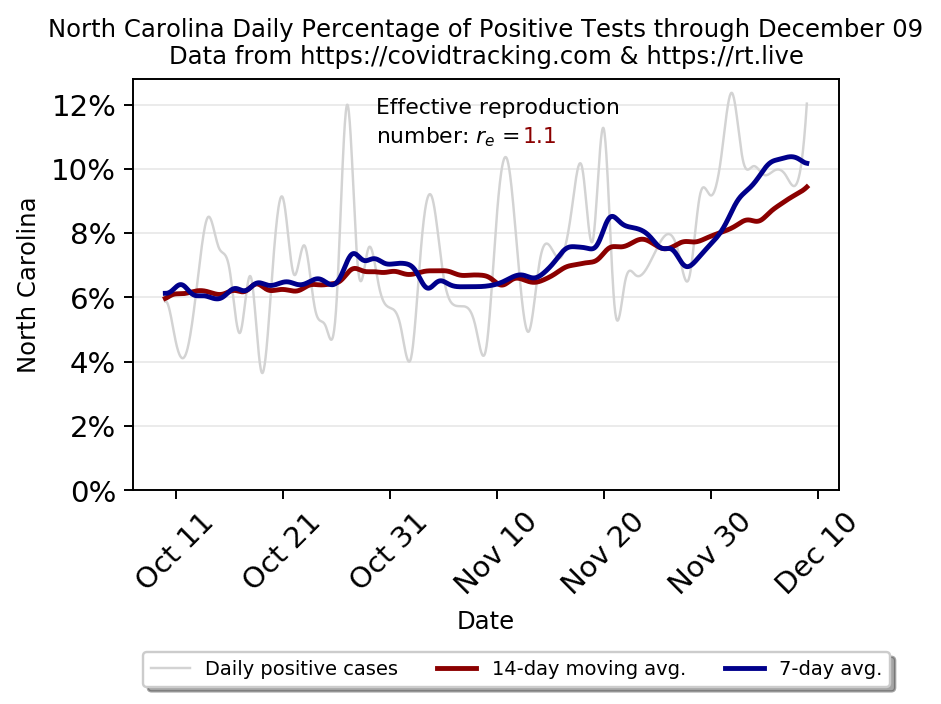 North Carolina Daily Percentage of Positive Tests through December 09
Data from https://covidtracking.com & https://rt.live
Effective reproduction
number: rₑ = 1.1
North Carolina
12%
10%
8%
6%
4%
2%
0%
Oct 11
Oct 21
Oct 31
Nov 10
Nov 20
Nov 30
Dec 10
Date
Daily positive cases
14-day moving avg.
7-day avg.